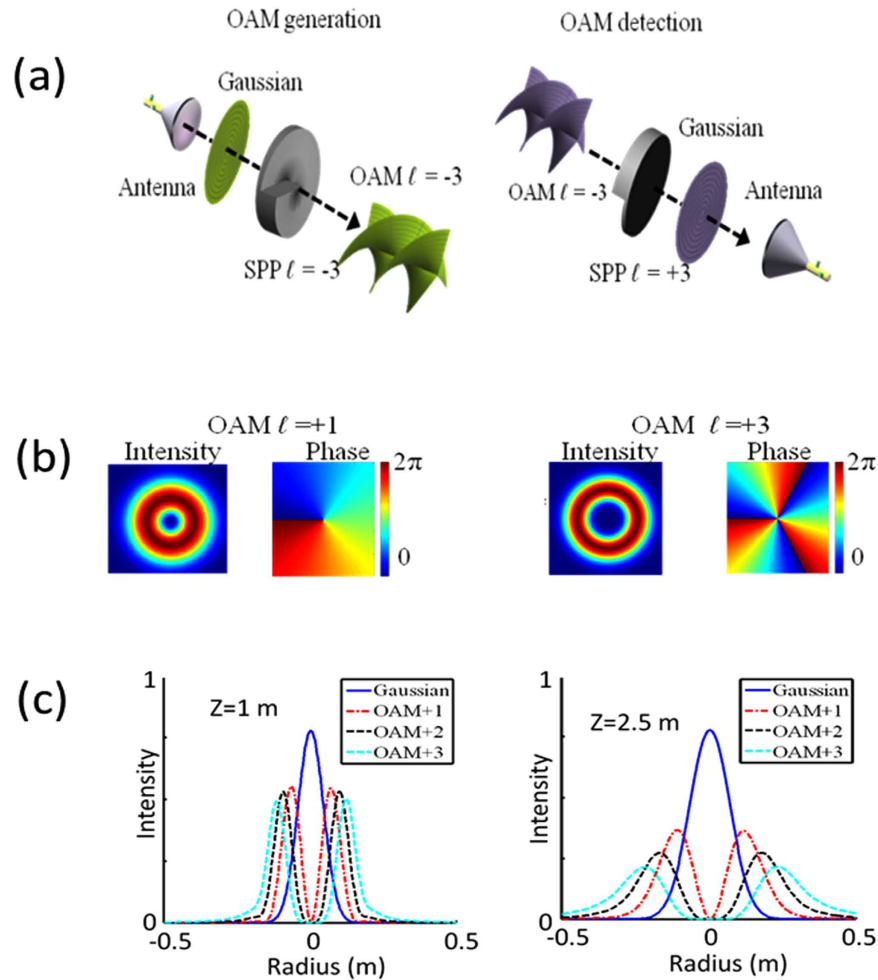 OAM generation
OAM detection
(a)
Gaussian
Antenna
OAM ℓ = -3
SPP ℓ = -3
Gaussian
OAM ℓ = -3
Antenna
SPP ℓ = +3
(b)
OAM ℓ =+1
Intensity
Phase
2π
0
OAM ℓ =+3
Intensity
Phase
2π
0
(c)
1
Z=1 m
Gaussian
OAM+1
OAM+2
OAM+3
Intensity
0
-0.5
0
0.5
Radius (m)
1
Z=2.5 m
Gaussian
OAM+1
OAM+2
OAM+3
Intensity
0
-0.5
0
0.5
Radius (m)